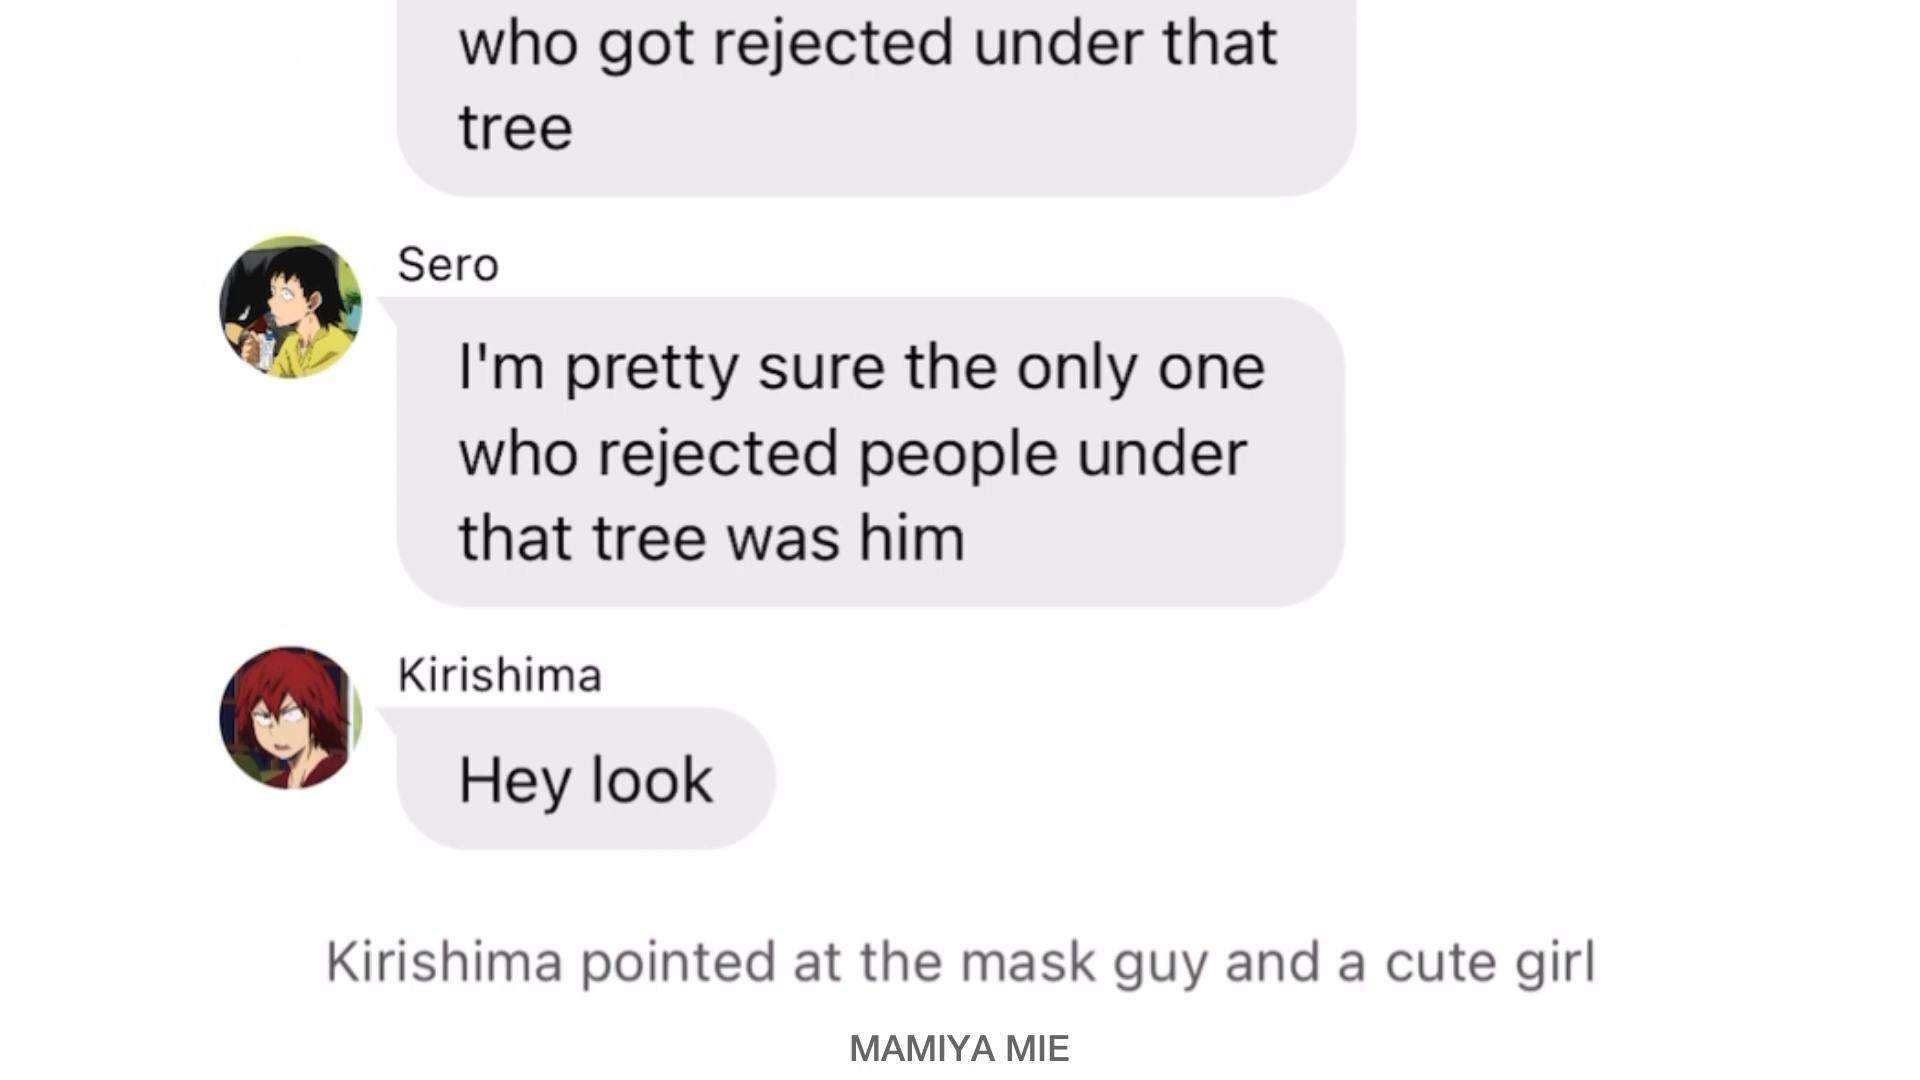 who got rejected under that
tree
Sero
I'm pretty sure the only one
who rejected people under
that tree was him
Kirishima
Hey look
Kirishima pointed at the mask guy and a cute girl
MAMIYA MIE